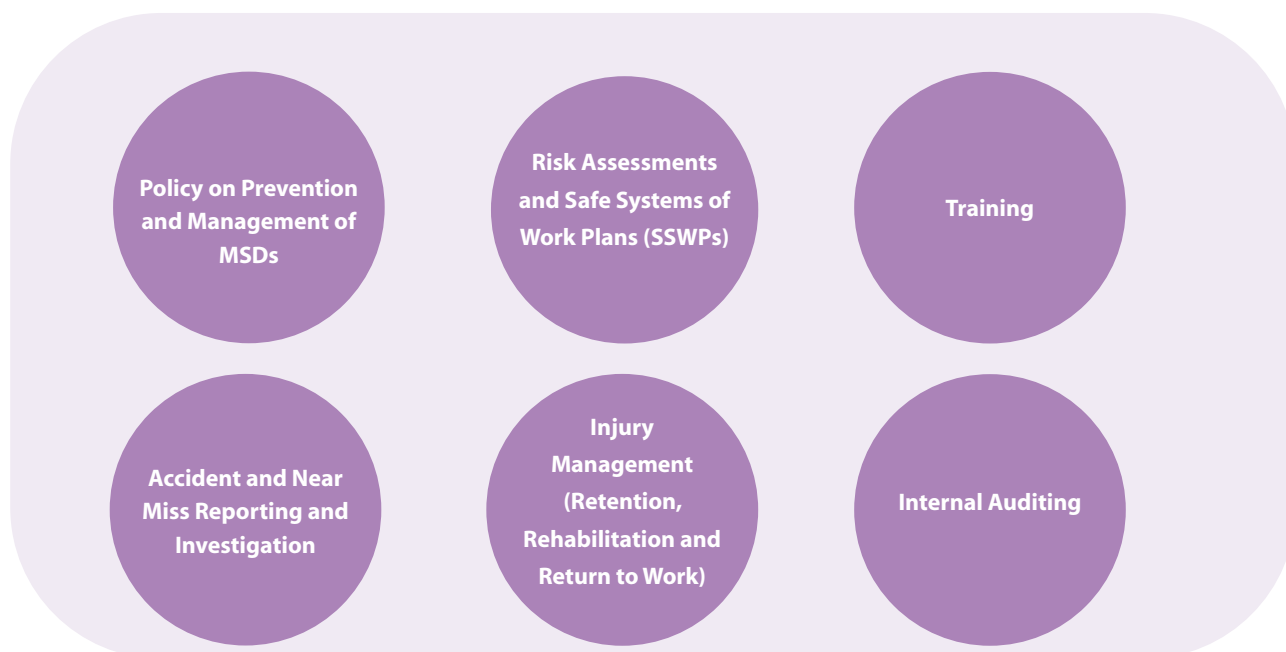 Policy on Prevention
and Management of
MSDs
Risk Assessments
and Safe Systems of
Work Plans (SSWPs)
Training
Accident and Near
Miss Reporting and
Investigation
Injury
Management
(Retention,
Rehabilitation and
Return to Work)
Internal Auditing